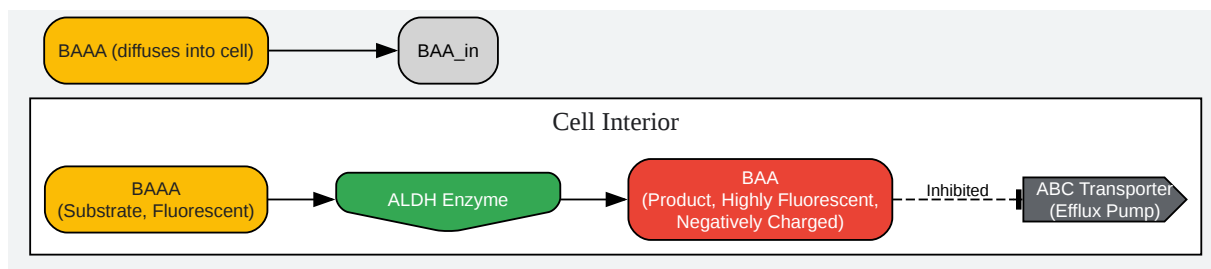 BAAA (diffuses into cell)
BAA_in
Cell Interior
BAAA
(Substrate, Fluorescent)
ALDH Enzyme
BAA
(Product, Highly Fluorescent,
Negatively Charged)
Inhibited
ABC Transporter
(Efflux Pump)